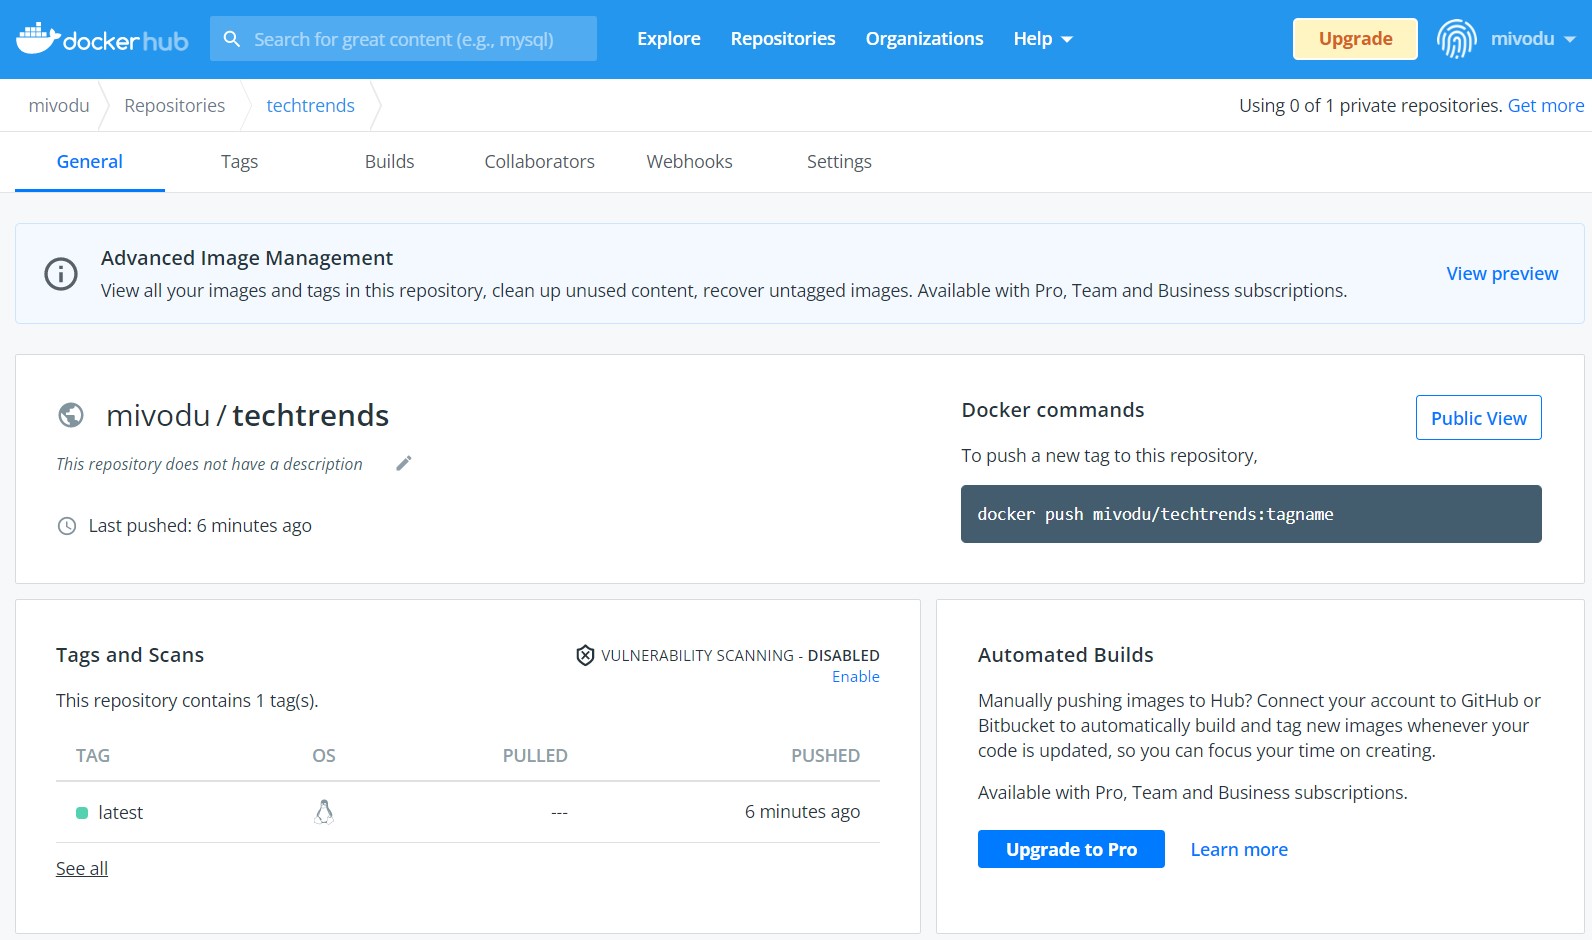 docker hub
Search for great content (e.g., mysql)
Explore
Repositories
Organizations
Help
Upgrade
mivodu
mivodu
Repositories
techtrends
Using 0 of 1 private repositories. Get more
General
Tags
Builds
Collaborators
Webhooks
Settings
Advanced Image Management
View all your images and tags in this repository, clean up unused content, recover untagged images. Available with Pro, Team and Business subscriptions.
View preview
mivodu / techtrends
This repository does not have a description
Last pushed: 6 minutes ago
Docker commands
Public View
To push a new tag to this repository,
docker push mivodu/techtrends:tagname
Tags and Scans
VULNERABILITY SCANNING - DISABLED
Enable
This repository contains 1 tag(s).
TAG OS PULLED PUSHED
latest --- 6 minutes ago
See all
Automated Builds
Manually pushing images to Hub? Connect your account to GitHub or
Bitbucket to automatically build and tag new images whenever your
code is updated, so you can focus your time on creating.
Available with Pro, Team and Business subscriptions.
Upgrade to Pro
Learn more